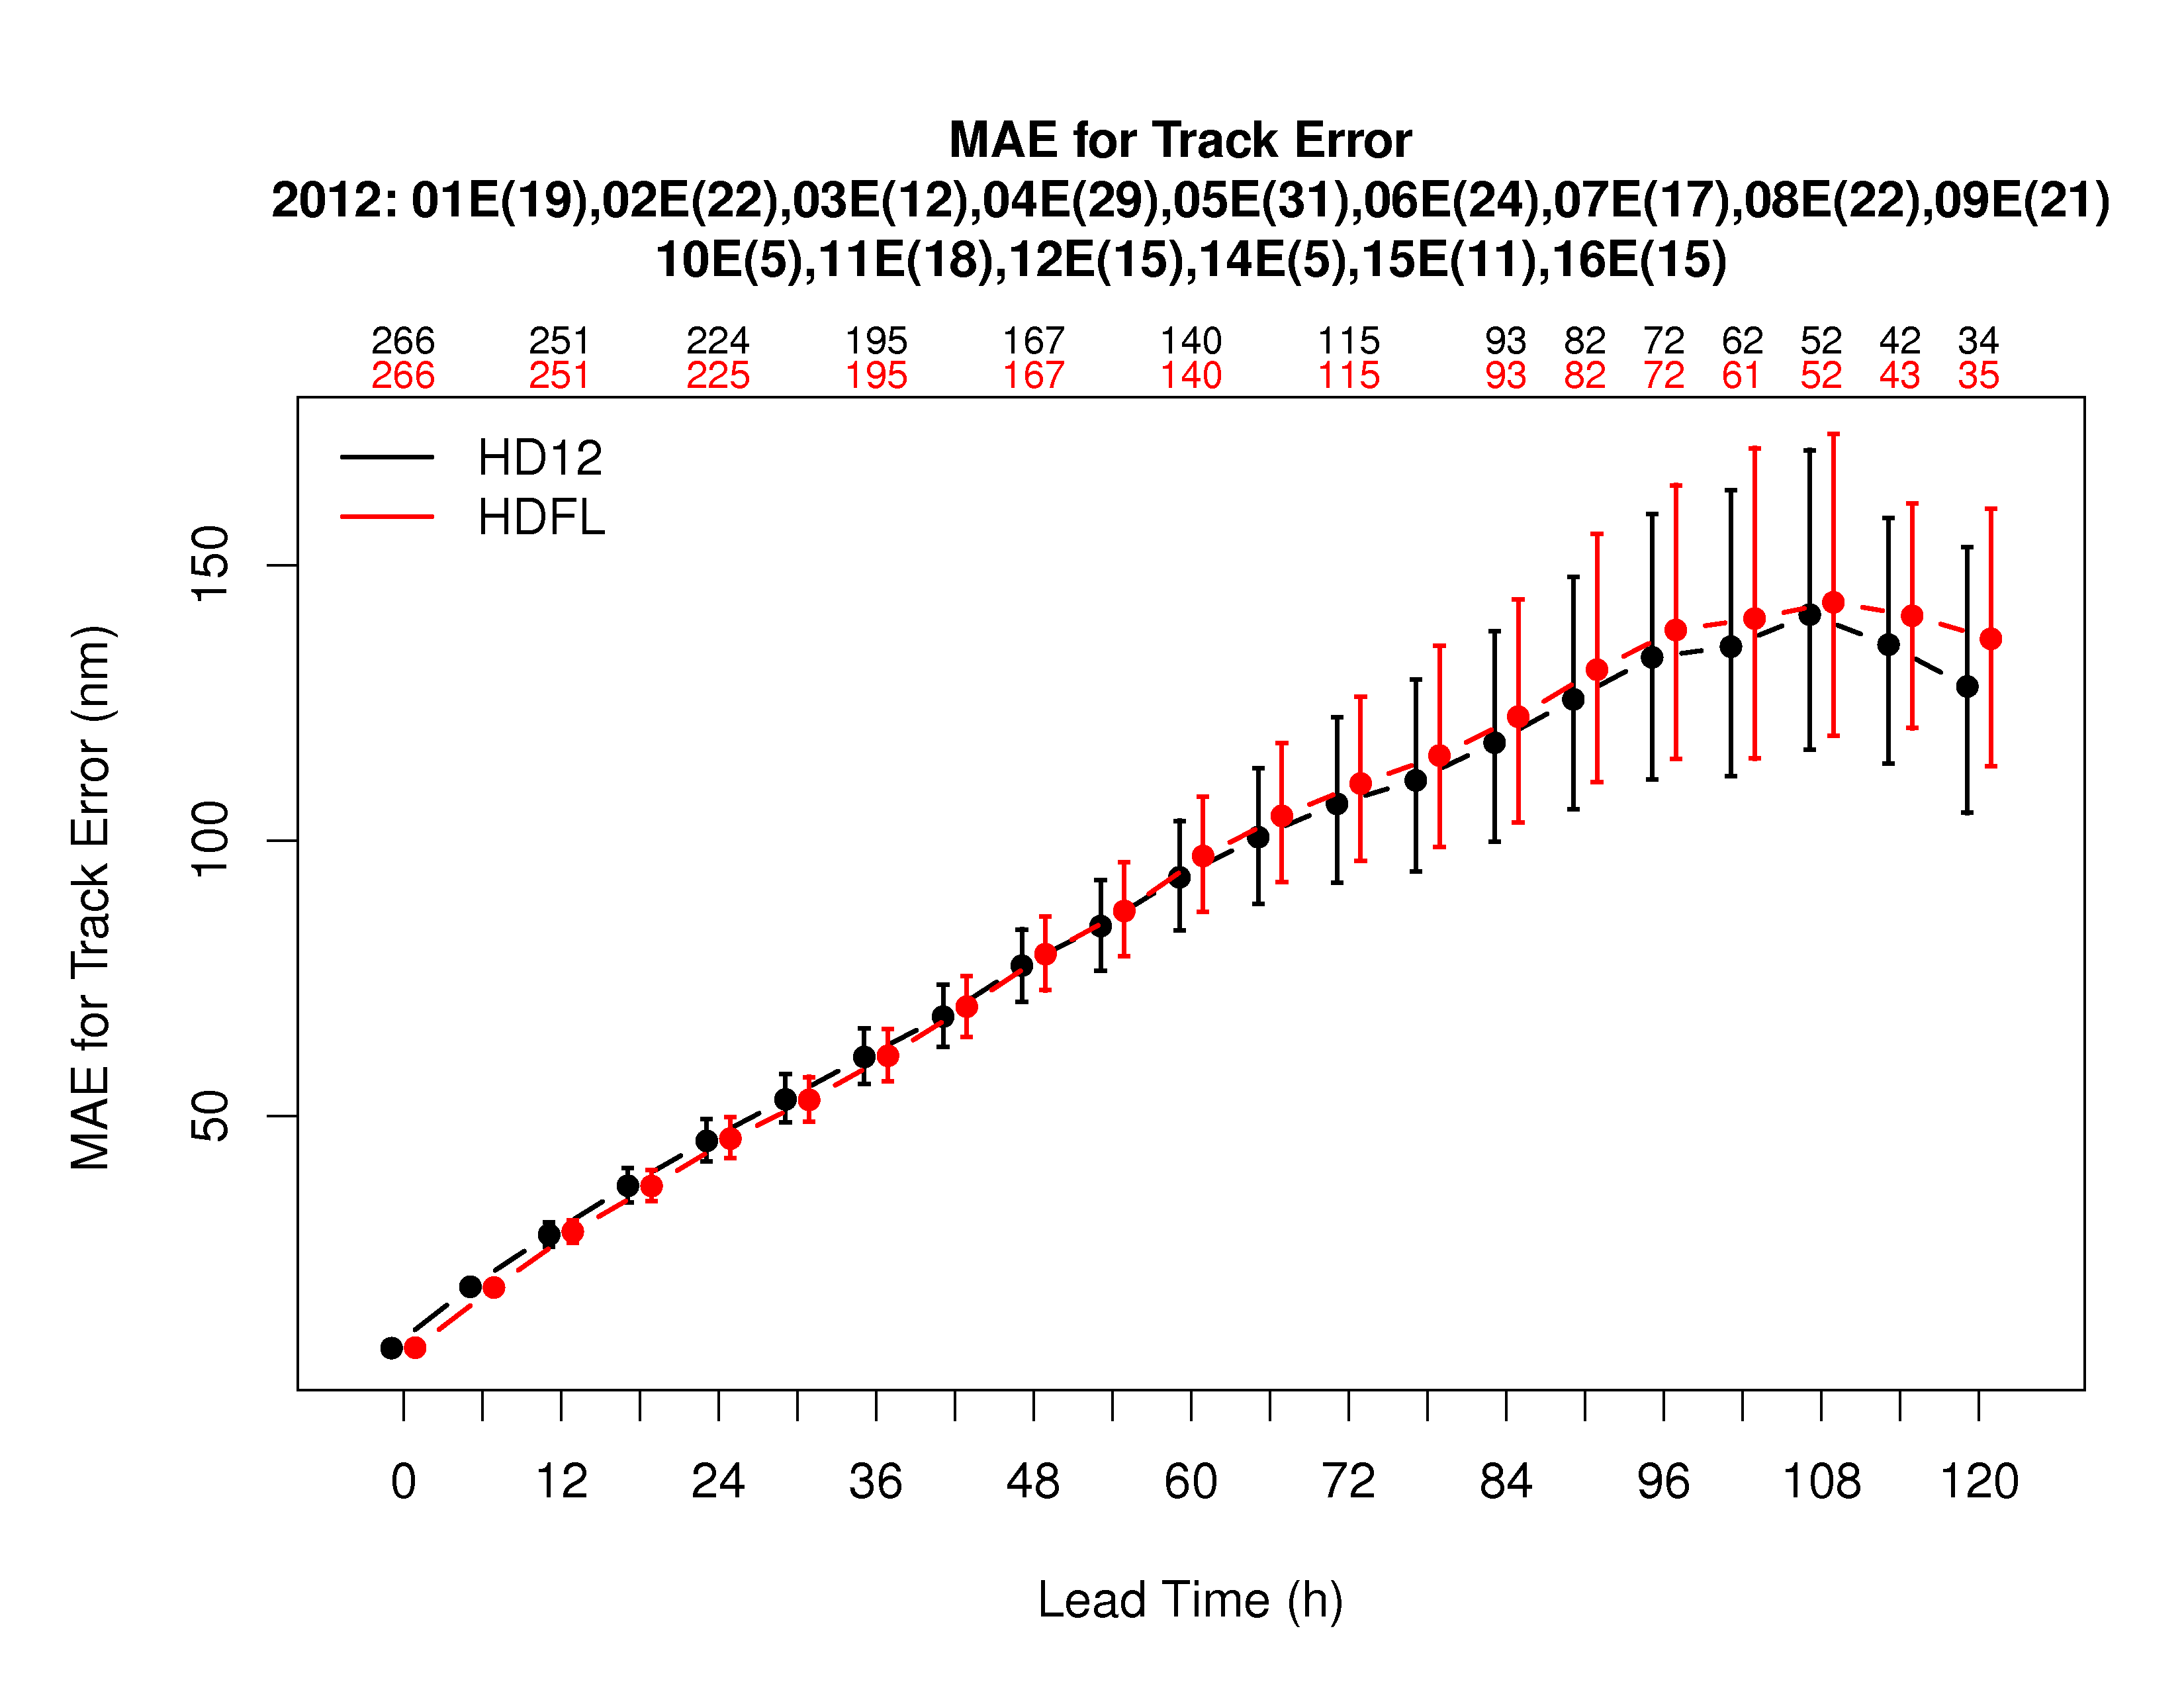 MAE for Track Error
2012: 01E(19),02E(22),03E(12),04E(29),05E(31),06E(24),07E(17),08E(22),09E(21)
10E(5),11E(18),12E(15),14E(5),15E(11),16E(15)
266 251 224 195 167 140 115 93 82 72 62 52 42 34
266 251 225 195 167 140 115 93 82 72 61 52 43 35
HD12
HDFL
150
100
50
MAE for Track Error (nm)
0 12 24 36 48 60 72 84 96 108 120
Lead Time (h)